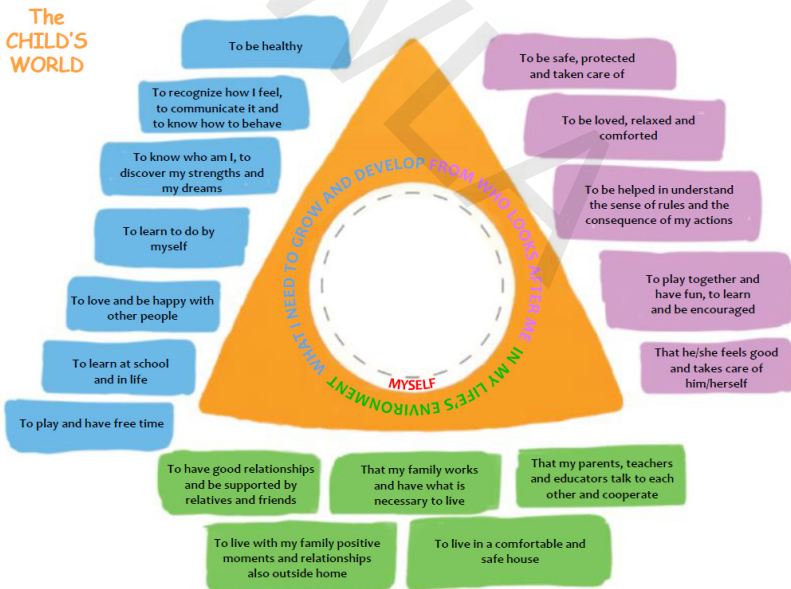 The
CHILD'S
WORLD
To be healthy
To recognize how I feel,
to communicate it and
to know how to behave
To know who am I, to
discover my strengths and
my dreams
To learn to do by
myself
To love and be happy with
other people
To learn at school
and in life
To play and have free time
WHAT I NEED TO GROW AND DEVELOP
FROM WHO LOOKS AFTER ME
IN MY LIFE'S ENVIRONMENT
MYSELF
To be safe, protected
and taken care of
To be loved, relaxed and
comforted
To be helped in understand
the sense of rules and the
consequence of my actions
To play together and
have fun, to learn
and be encouraged
That he/she feels good
and takes care of
him/herself
To have good relationships
and be supported by
relatives and friends
That my family works
and have what is
necessary to live
That my parents, teachers
and educators talk to each
other and cooperate
To live with my family positive
moments and relationships
also outside home
To live in a comfortable and
safe house